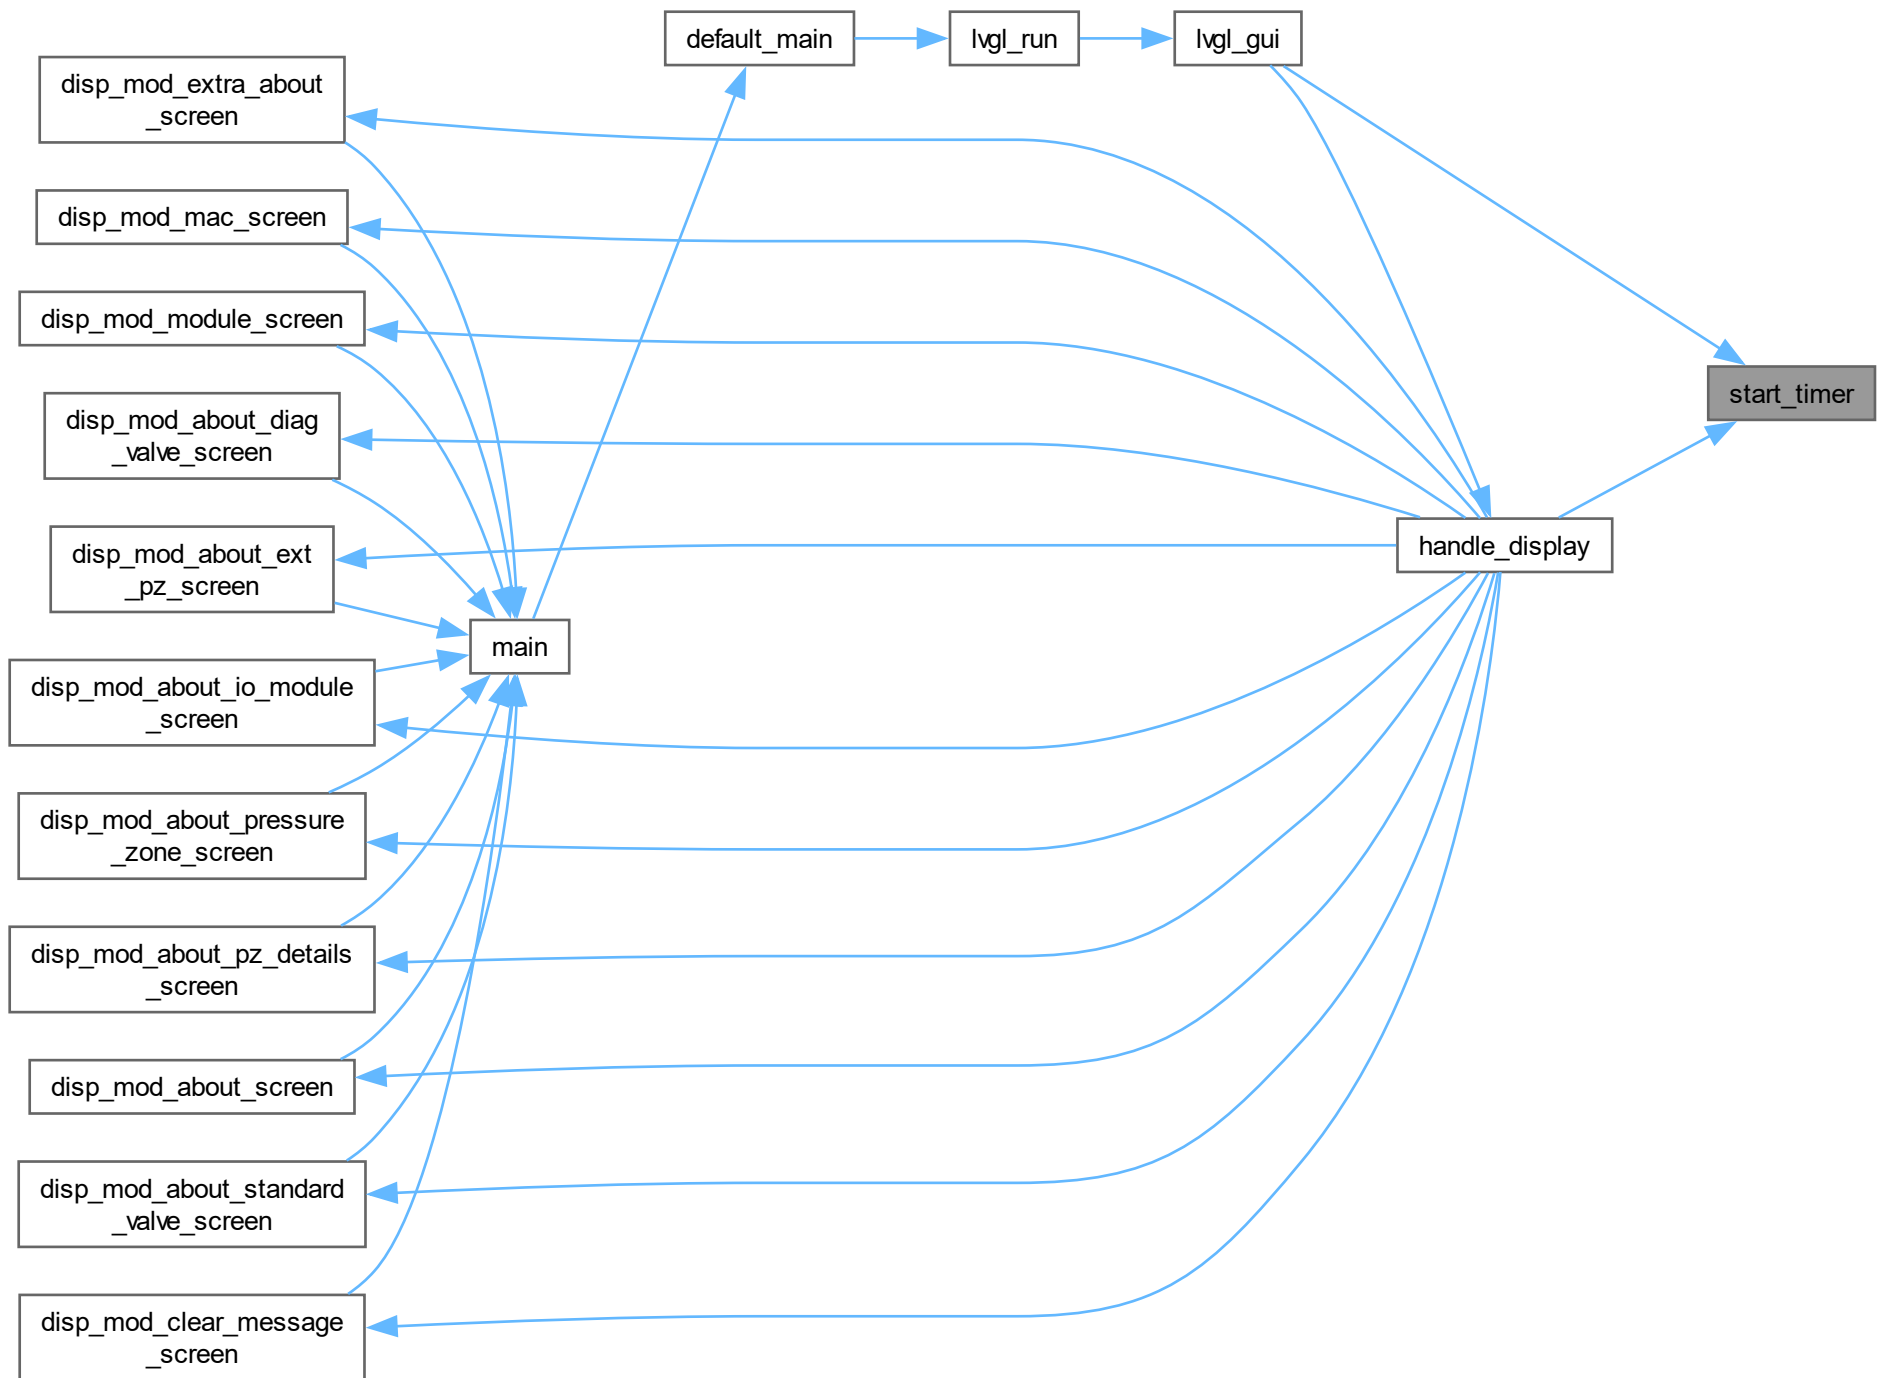 default_main
lvgl_run
lvgl_gui
disp_mod_extra_about
_screen
disp_mod_mac_screen
disp_mod_module_screen
start_timer
disp_mod_about_diag
_valve_screen
disp_mod_about_ext
_pz_screen
handle_display
main
disp_mod_about_io_module
_screen
disp_mod_about_pressure
_zone_screen
disp_mod_about_pz_details
_screen
disp_mod_about_screen
disp_mod_about_standard
_valve_screen
disp_mod_clear_message
_screen